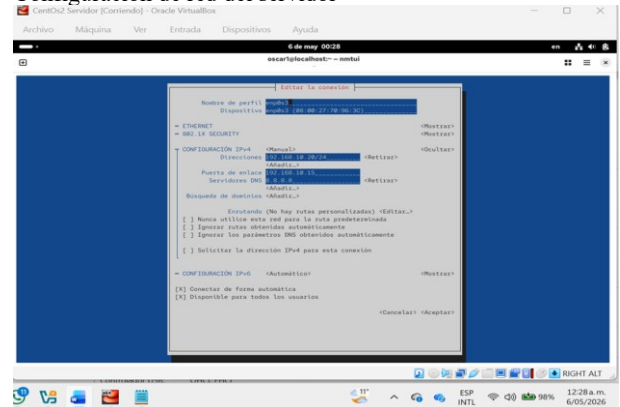 Configuración de red del servidor
CentOs2 Servidor [Corriendo] - Oracle VirtualBox
Archivo Máquina Ver Entrada Dispositivos Ayuda
6 de may 00:28
en
oscar1@localhost:~ — nmtui
Editar la conexión
Nombre de perfil enp0s3
Dispositivo enp0s3 (08:00:27:70:96:3C)
ETHERNET <Mostrar>
802.1X SECURITY <Mostrar>
CONFIGURACIÓN IPv4 <Manual> <Ocultar>
Direcciones 192.168.10.20/24 <Retirar>
<Añadir…>
Puerta de enlace 192.168.10.15
Servidores DNS 8.8.8.8 <Retirar>
<Añadir…>
Búsqueda de dominios <Añadir…>
Enrutando (No hay rutas personalizadas) <Editar…>
[ ] Nunca utilice esta red para la ruta predeterminada
[ ] Ignorar rutas obtenidas automáticamente
[ ] Ignorar los parámetros DNS obtenidos automáticamente
[ ] Solicitar la dirección IPv4 para esta conexión
CONFIGURACIÓN IPv6 <Automático> <Mostrar>
[X] Conectar de forma automática
[X] Disponible para todos los usuarios
<Cancelar> <Aceptar>
RIGHT ALT
11°
ESP
INTL
98%
12:28 a. m.
6/05/2026